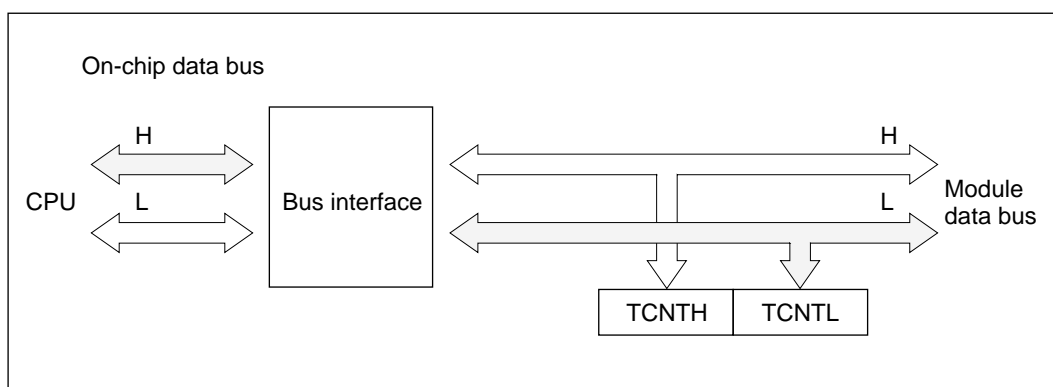 On-chip data bus
H
H
CPU
L
Bus interface
L
Module
data bus
TCNTH
TCNTL